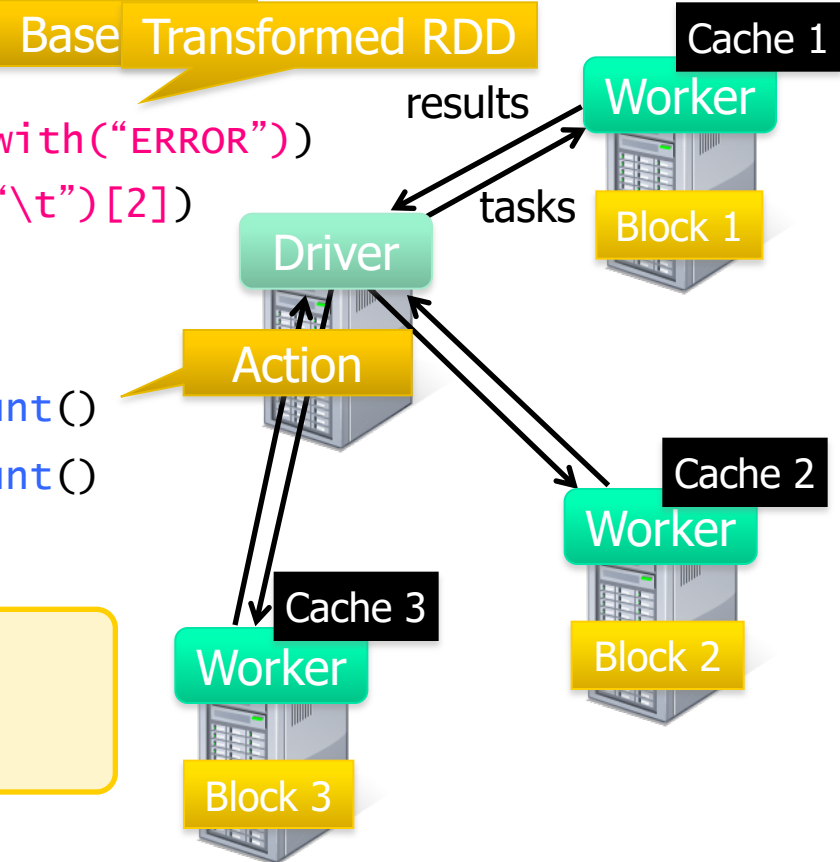 Base
Transformed RDD
Cache 1
Worker
results
with("ERROR"))
tasks
"\t")[2])
Block 1
Driver
Action
unt()
unt()
Cache 2
Worker
Cache 3
Block 2
Worker
Block 3